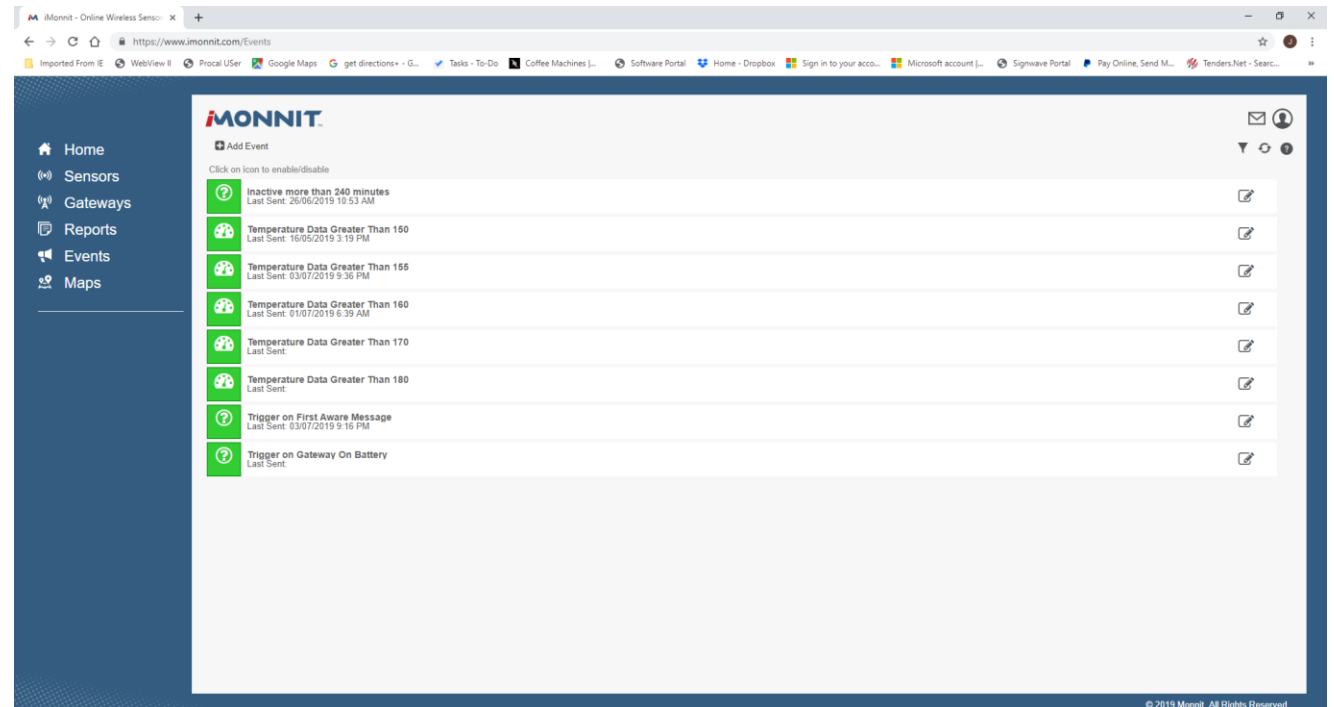 iMonnit - Online Wireless Senso
https://www.imonnit.com/Events
Imported From IE WebView II Procal USer Google Maps get directions+ - G... Tasks - To-Do Coffee Machines |... Software Portal Home - Dropbox Sign in to your acco... Microsoft account |... Signwave Portal Pay Online, Send M... Tenders.Net - Searc... »
iMONNIT
Home
Sensors
Gateways
Reports
Events
Maps
Add Event
Click on icon to enable/disable
Inactive more than 240 minutes
Last Sent: 26/06/2019 10:53 AM
Temperature Data Greater Than 150
Last Sent: 16/05/2019 3:19 PM
Temperature Data Greater Than 155
Last Sent: 03/07/2019 9:36 PM
Temperature Data Greater Than 160
Last Sent: 01/07/2019 6:39 AM
Temperature Data Greater Than 170
Last Sent:
Temperature Data Greater Than 180
Last Sent:
Trigger on First Aware Message
Last Sent: 03/07/2019 9:16 PM
Trigger on Gateway On Battery
Last Sent:
© 2019 Monnit. All Rights Reserved